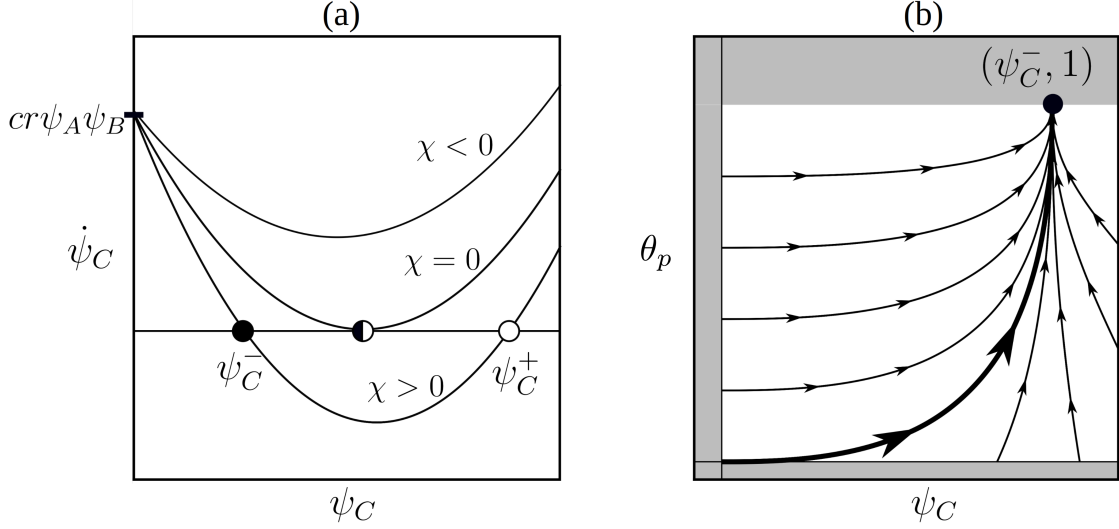 (a)
crψ_Aψ_B
χ < 0
ψ̇_C
χ = 0
ψ_C^-
χ > 0
ψ_C^+
ψ_C
(b)
(ψ_C^-, 1)
θ_p
ψ_C